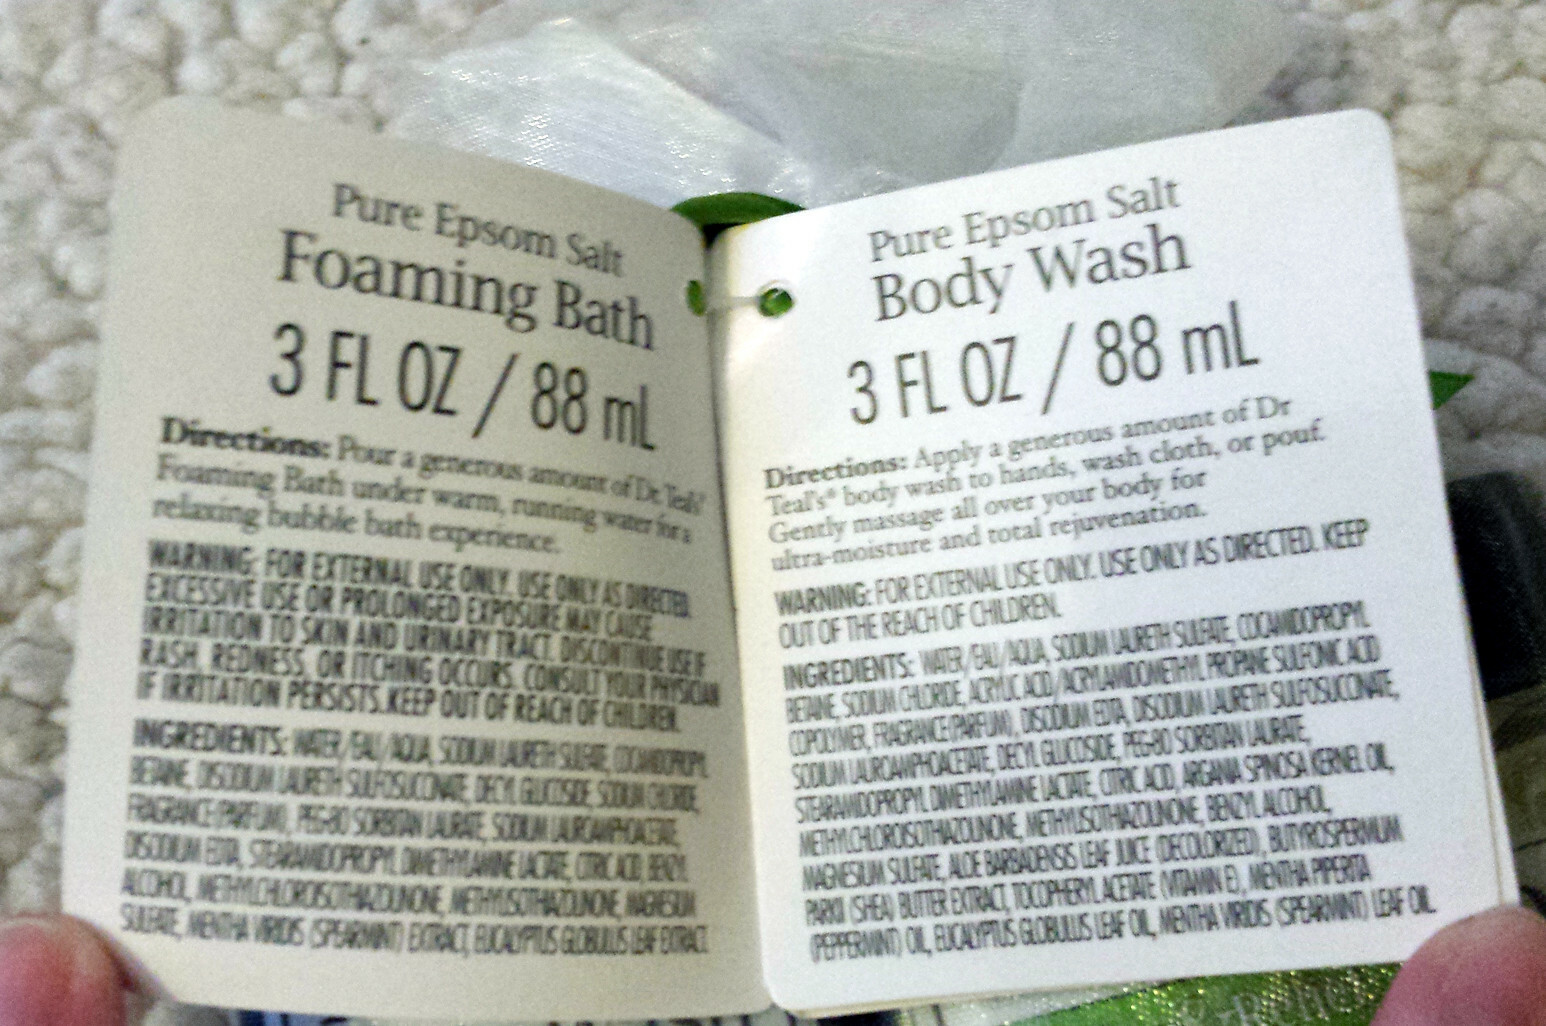 Pure Epsom Salt
Foaming Bath
3 FL OZ / 88 mL
Directions: Pour a generous amount of Dr. Teal's®
Foaming Bath under warm, running water for a
relaxing bubble bath experience.
WARNING: FOR EXTERNAL USE ONLY. USE ONLY AS DIRECTED.
EXCESSIVE USE OR PROLONGED EXPOSURE MAY CAUSE
IRRITATION TO SKIN AND URINARY TRACT. DISCONTINUE USE IF
RASH, REDNESS, OR ITCHING OCCURS. CONSULT YOUR PHYSICIAN
IF IRRITATION PERSISTS.KEEP OUT OF REACH OF CHILDREN.
INGREDIENTS: WATER/EAU/AQUA, SODIUM LAURETH SULFATE, COCAMIDOPROPYL
BETAINE, DISODIUM LAURETH SULFOSUCCINATE, DECYL GLUCOSIDE, SODIUM CHLORIDE,
FRAGRANCE (PARFUM), PEG-80 SORBITAN LAURATE, SODIUM LAUROAMPHOACETATE,
DISODIUM EDTA, STEARAMIDOPROPYL DIMETHYLAMINE LACTATE, CITRIC ACID, BENZYL
ALCOHOL, METHYLCHLOROISOTHIAZOLINONE, METHYLISOTHIAZOLINONE, MAGNESIUM
SULFATE, MENTHA VIRIDIS (SPEARMINT) EXTRACT, EUCALYPTUS GLOBULUS LEAF EXTRACT.
Pure Epsom Salt
Body Wash
3 FL OZ / 88 mL
Directions: Apply a generous amount of Dr
Teal's® body wash to hands, wash cloth, or pouf.
Gently massage all over your body for
ultra-moisture and total rejuvenation.
WARNING: FOR EXTERNAL USE ONLY. USE ONLY AS DIRECTED. KEEP
OUT OF THE REACH OF CHILDREN.
INGREDIENTS: WATER/EAU/AQUA, SODIUM LAURETH SULFATE, COCAMIDOPROPYL
BETAINE, SODIUM CHLORIDE, ACRYLIC ACID/ACRYLAMIDOMETHYL PROPANE SULFONIC ACID
COPOLYMER, FRAGRANCE (PARFUM), DISODIUM EDTA, DISODIUM LAURETH SULFOSUCCINATE,
SODIUM LAUROAMPHOACETATE, DECYL GLUCOSIDE, PEG-80 SORBITAN LAURATE,
STEARAMIDOPROPYL DIMETHYLAMINE LACTATE, CITRIC ACID, ARGANIA SPINOSA KERNEL OIL,
METHYLCHLOROISOTHIAZOLINONE, METHYLISOTHIAZOLINONE, BENZYL ALCOHOL,
MAGNESIUM SULFATE, ALOE BARBADENSIS LEAF JUICE (DECOLORIZED), BUTYROSPERMUM
PARKII (SHEA) BUTTER EXTRACT, TOCOPHERYL ACETATE (VITAMIN E), MENTHA PIPERITA
(PEPPERMINT) OIL, EUCALYPTUS GLOBULUS LEAF OIL, MENTHA VIRIDIS (SPEARMINT) LEAF OIL.